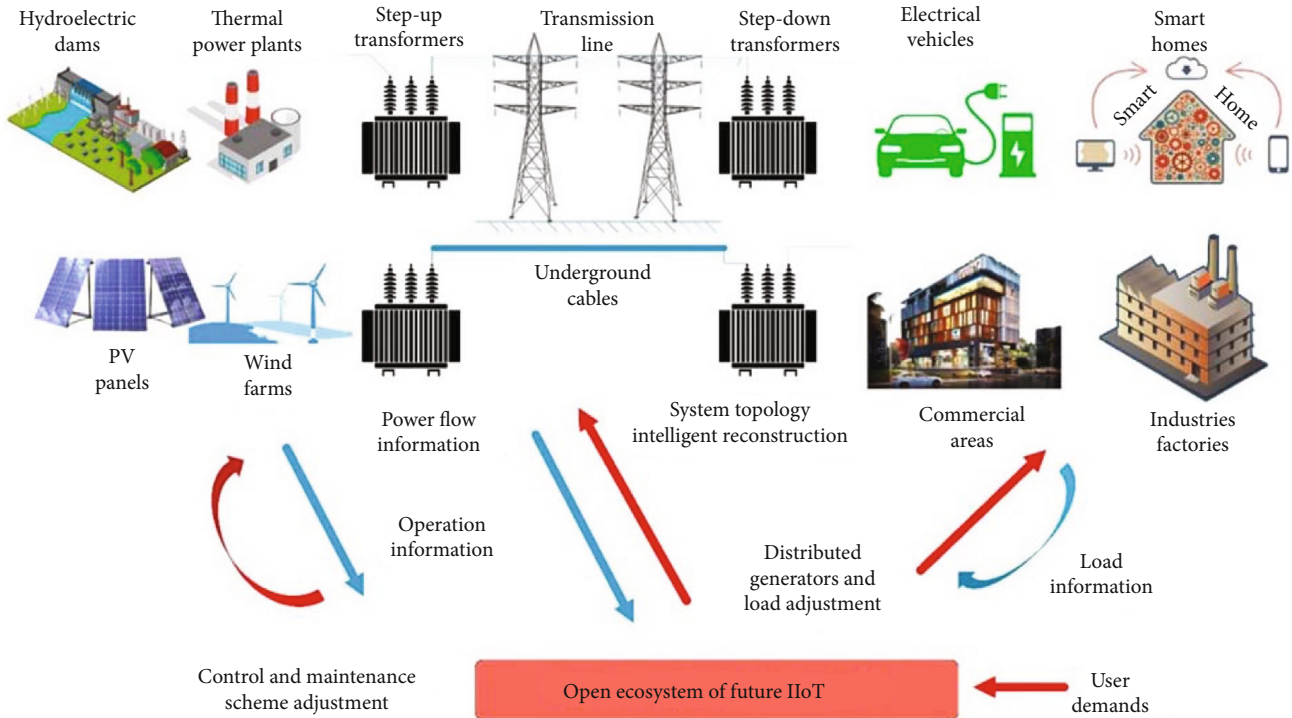 Hydroelectric
dams
Thermal
power plants
Step-up
transformers
Transmission
line
Step-down
transformers
Electrical
vehicles
Smart
homes
Smart
Home
Underground
cables
PV
panels
Wind
farms
Commercial
areas
Industries
factories
Power flow
information
System topology
intelligent reconstruction
Operation
information
Distributed
generators and
load adjustment
Load
information
Control and maintenance
scheme adjustment
Open ecosystem of future IIoT
User
demands